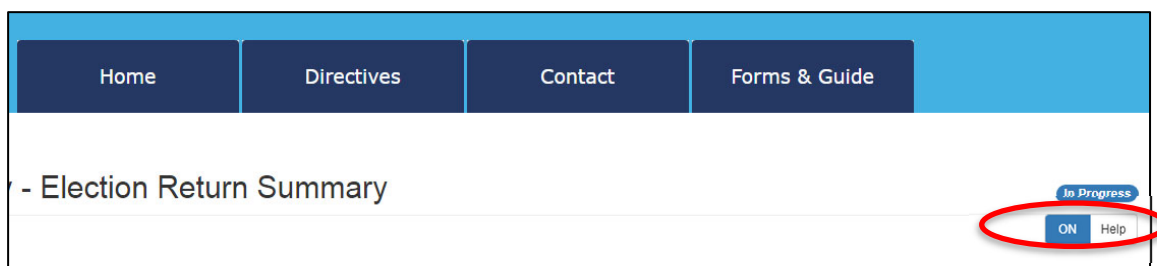 Home Directives Contact Forms & Guide
- Election Return Summary
In Progress
ON Help